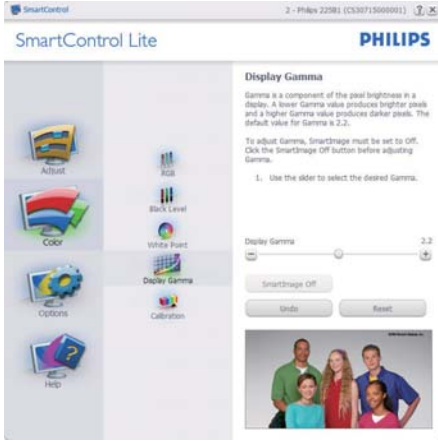 SmartControl
2 - Philips 225B1 (CS30715000001)
SmartControl Lite
PHILIPS
Adjust
Color
Options
Help
RGB
Black Level
White Point
Display Gamma
Calibration
Display Gamma
Gamma is a component of the pixel brightness in a
display. A lower Gamma value produces brighter pixels
and a higher Gamma value produces darker pixels. The
default value for Gamma is 2.2.
To adjust Gamma, SmartImage must be set to Off.
Click the SmartImage Off button before adjusting
Gamma.
1. Use the slider to select the desired Gamma.
Display Gamma 2.2
SmartImage Off
Undo Reset